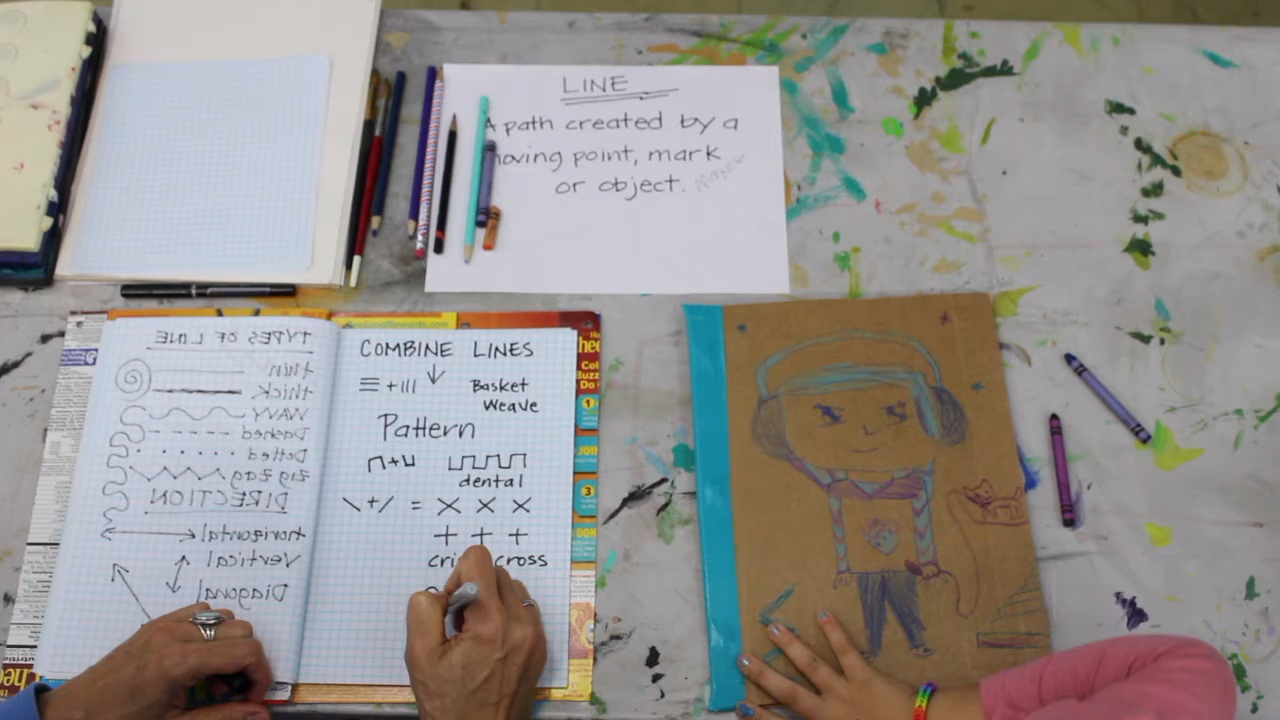 LINE
A path created by a
moving point, mark
or object.
TYPES OF LINE
thin
thick
WAVY
Dashed
Dotted
zig zag
DIRECTION
horizontal
Vertical
Diagonal
COMBINE LINES
≡ + |||
Basket
Weave
Pattern
dental
\ + / = X X X
+ + +
cris cross